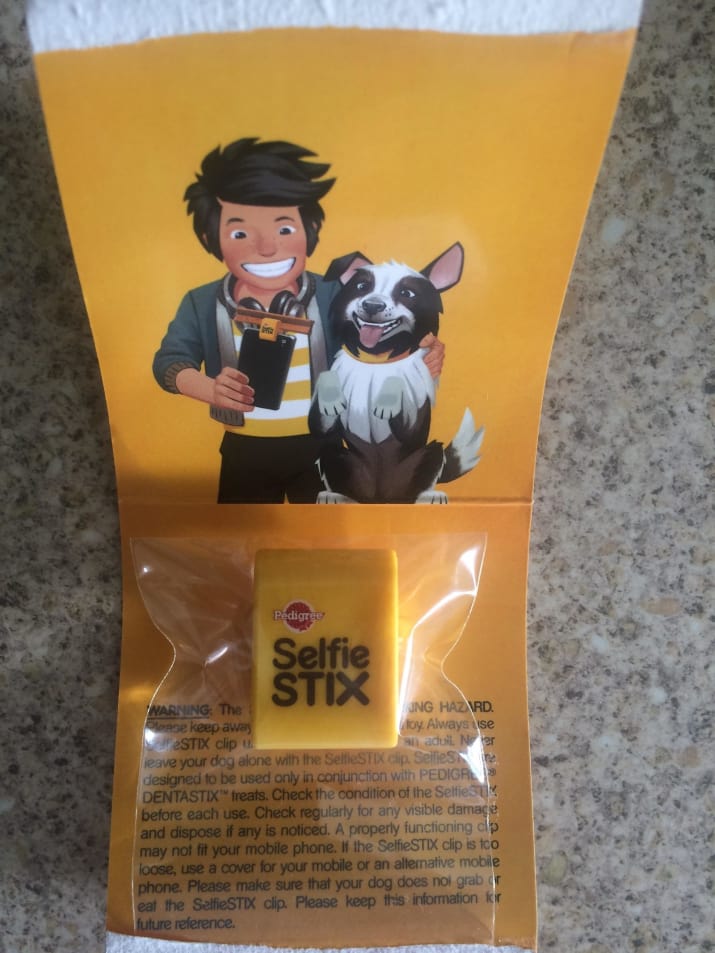 Pedigree
Selfie
STIX
WARNING: The KING HAZARD.
Please keep away toy. Always use
SelfieSTIX clip u an adult. Never
leave your dog alone with the SelfieSTIX clip. SelfieSTIX
designed to be used only in conjunction with PEDIGREE®
DENTASTIX™ treats. Check the condition of the SelfieSTIX
before each use. Check regularly for any visible damage
and dispose if any is noticed. A properly functioning clip
may not fit your mobile phone. If the SelfieSTIX clip is too
loose, use a cover for your mobile or an alternative mobile
phone. Please make sure that your dog does not grab or
eat the SelfieSTIX clip. Please keep this information for
future reference.